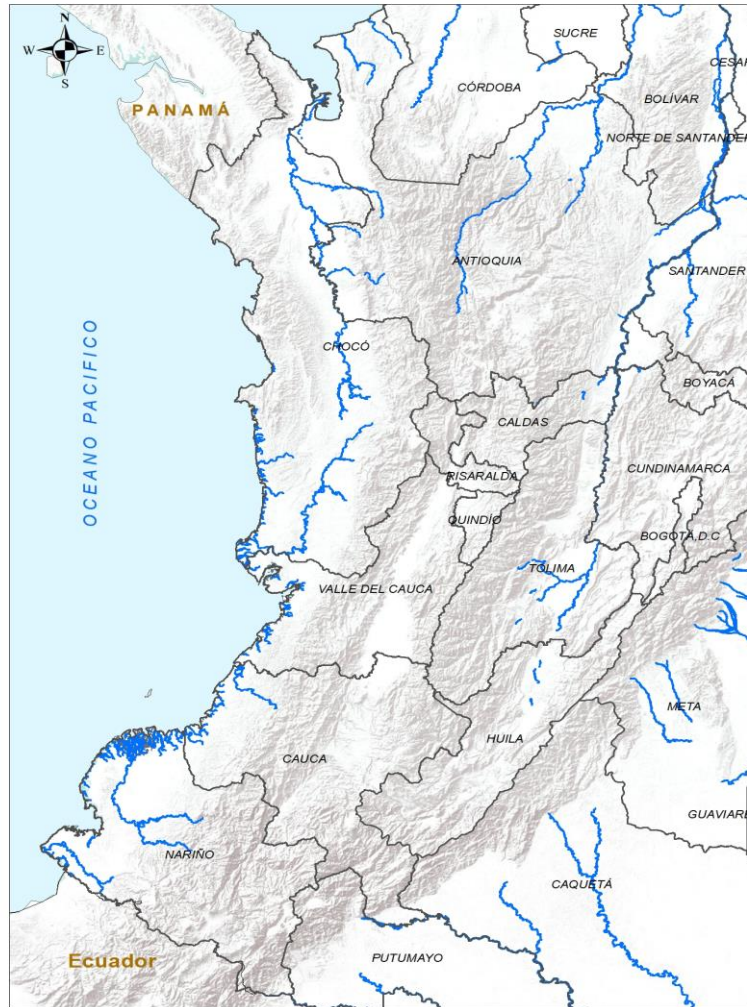 N
W E
S
SUCRE
CESAR
CÓRDOBA
BOLÍVAR
PANAMÁ
NORTE DE SANTANDER
ANTIOQUIA
SANTANDER
OCEANO PACIFICO
CHOCÓ
BOYACÁ
CALDAS
CUNDINAMARCA
RISARALDA
QUINDÍO
BOGOTÁ,D.C
TOLIMA
VALLE DEL CAUCA
META
HUILA
CAUCA
GUAVIARE
NARIÑO
CAQUETÁ
Ecuador
PUTUMAYO